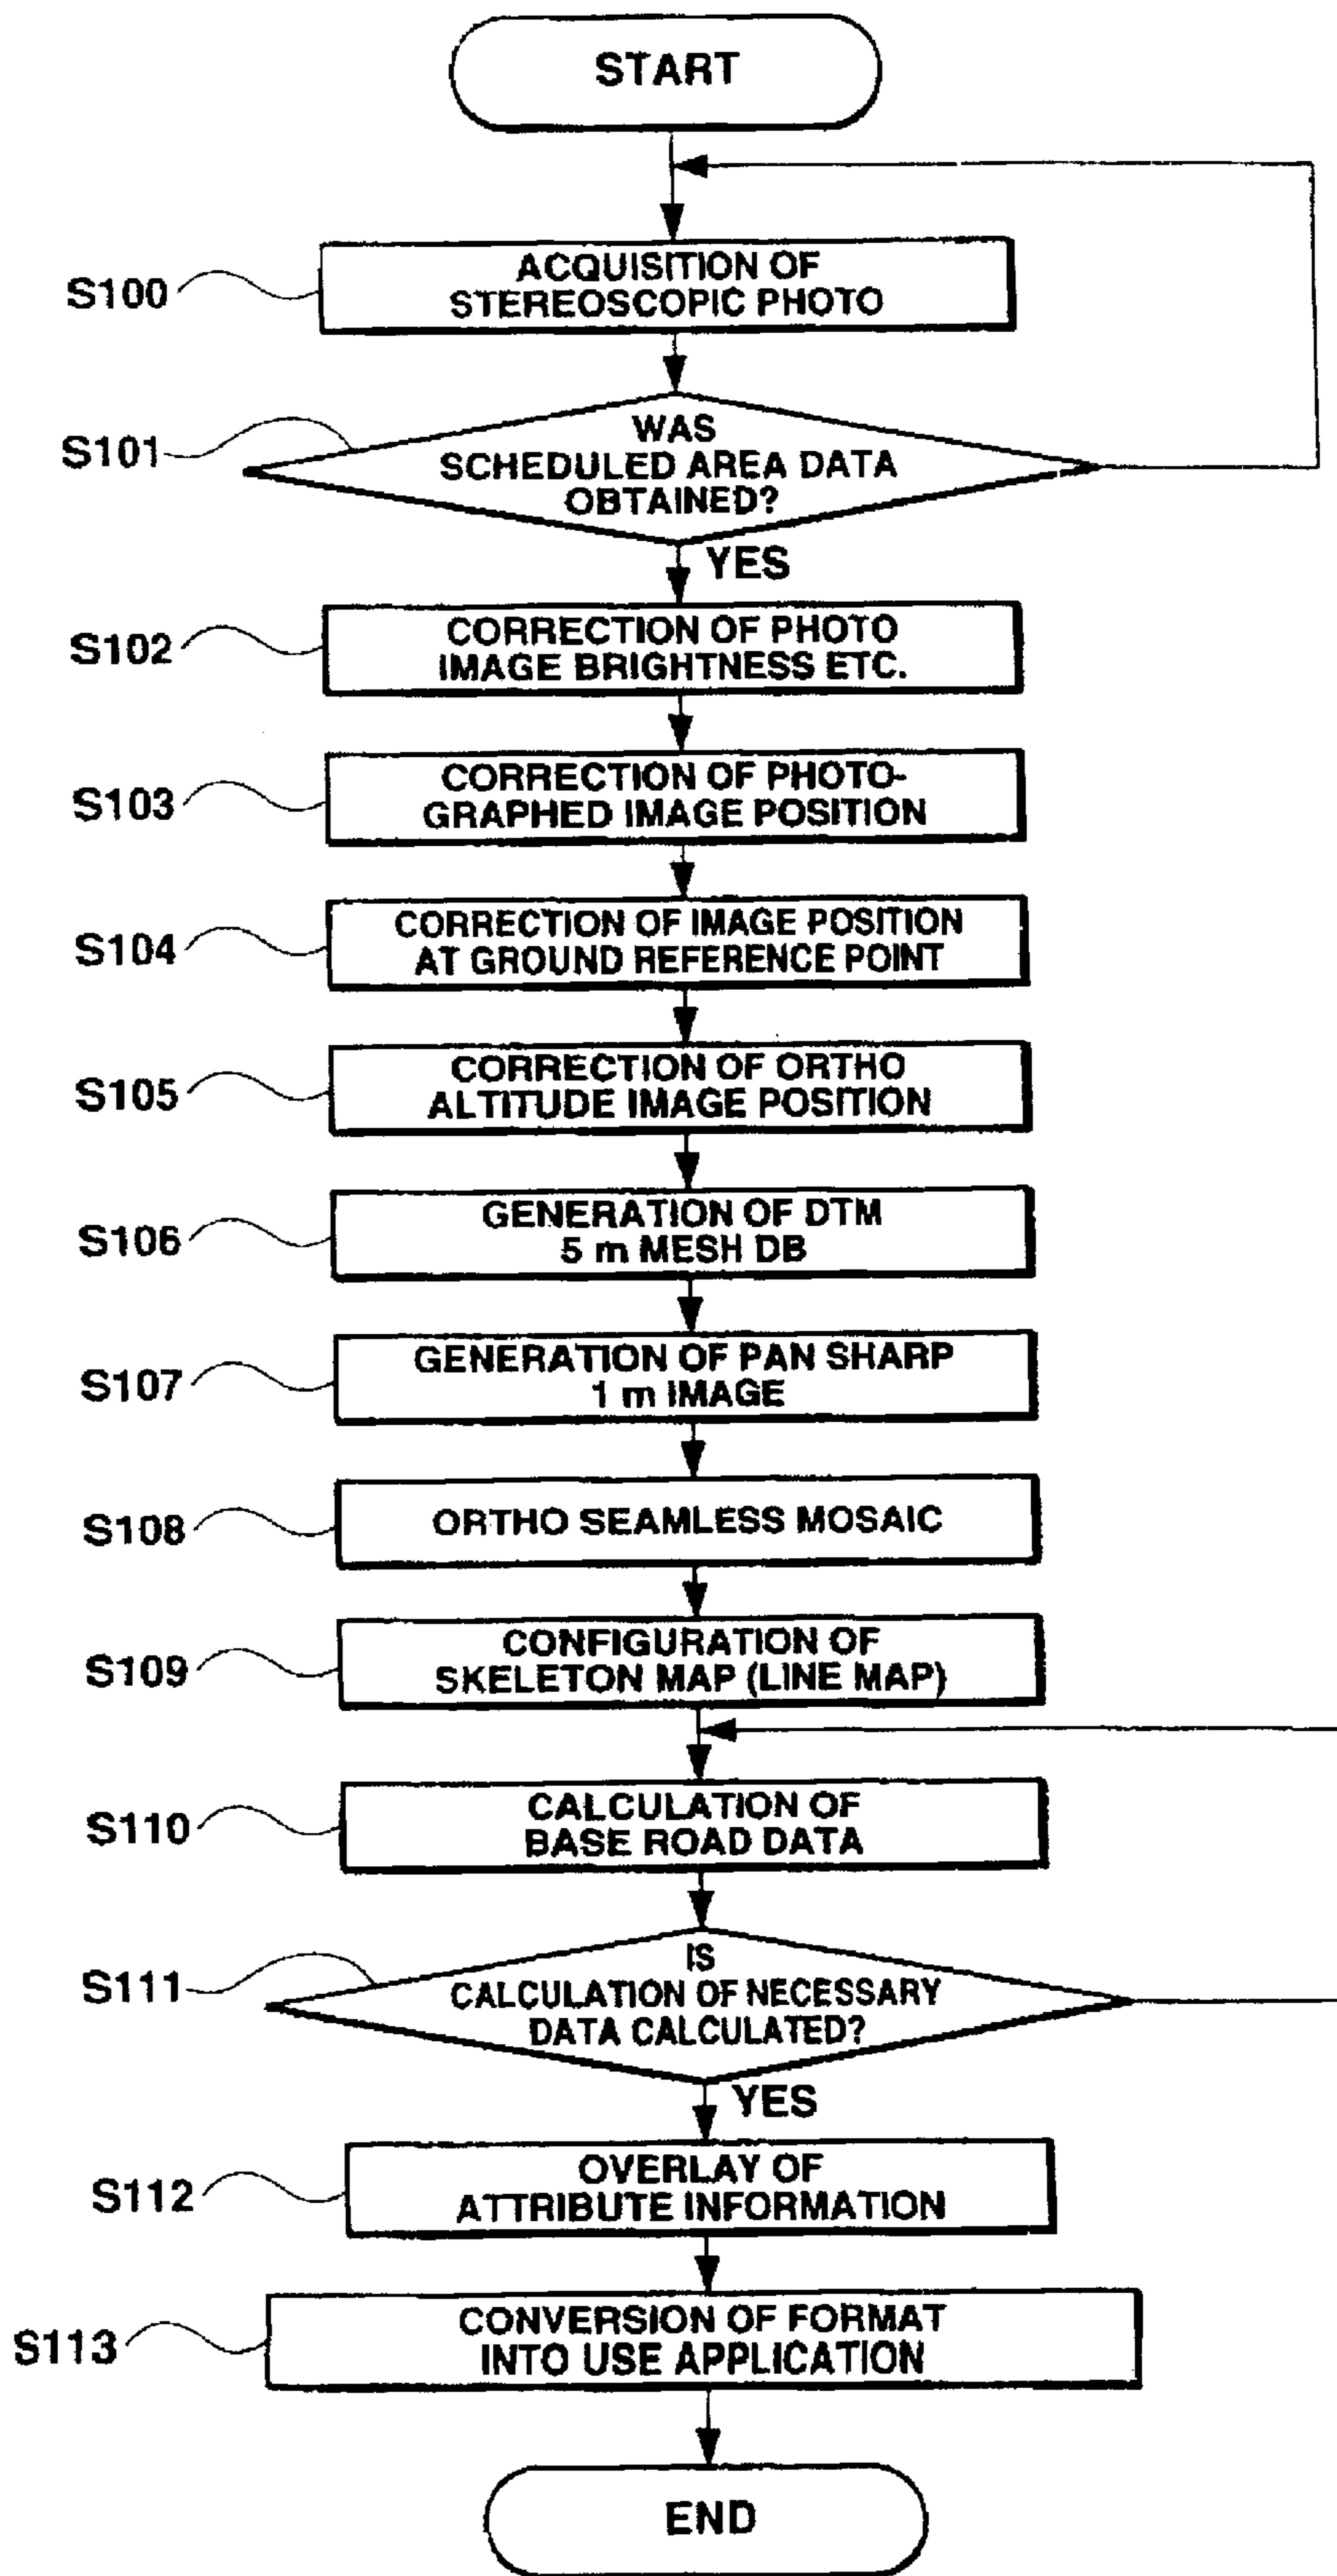 START
S100
ACQUISITION OF
STEREOSCOPIC PHOTO
S101
WAS
SCHEDULED AREA DATA
OBTAINED?
YES
S102
CORRECTION OF PHOTO
IMAGE BRIGHTNESS ETC.
S103
CORRECTION OF PHOTO-
GRAPHED IMAGE POSITION
S104
CORRECTION OF IMAGE POSITION
AT GROUND REFERENCE POINT
S105
CORRECTION OF ORTHO
ALTITUDE IMAGE POSITION
S106
GENERATION OF DTM
5 m MESH DB
S107
GENERATION OF PAN SHARP
1 m IMAGE
S108
ORTHO SEAMLESS MOSAIC
S109
CONFIGURATION OF
SKELETON MAP (LINE MAP)
S110
CALCULATION OF
BASE ROAD DATA
S111
IS
CALCULATION OF NECESSARY
DATA CALCULATED?
YES
S112
OVERLAY OF
ATTRIBUTE INFORMATION
S113
CONVERSION OF FORMAT
INTO USE APPLICATION
END